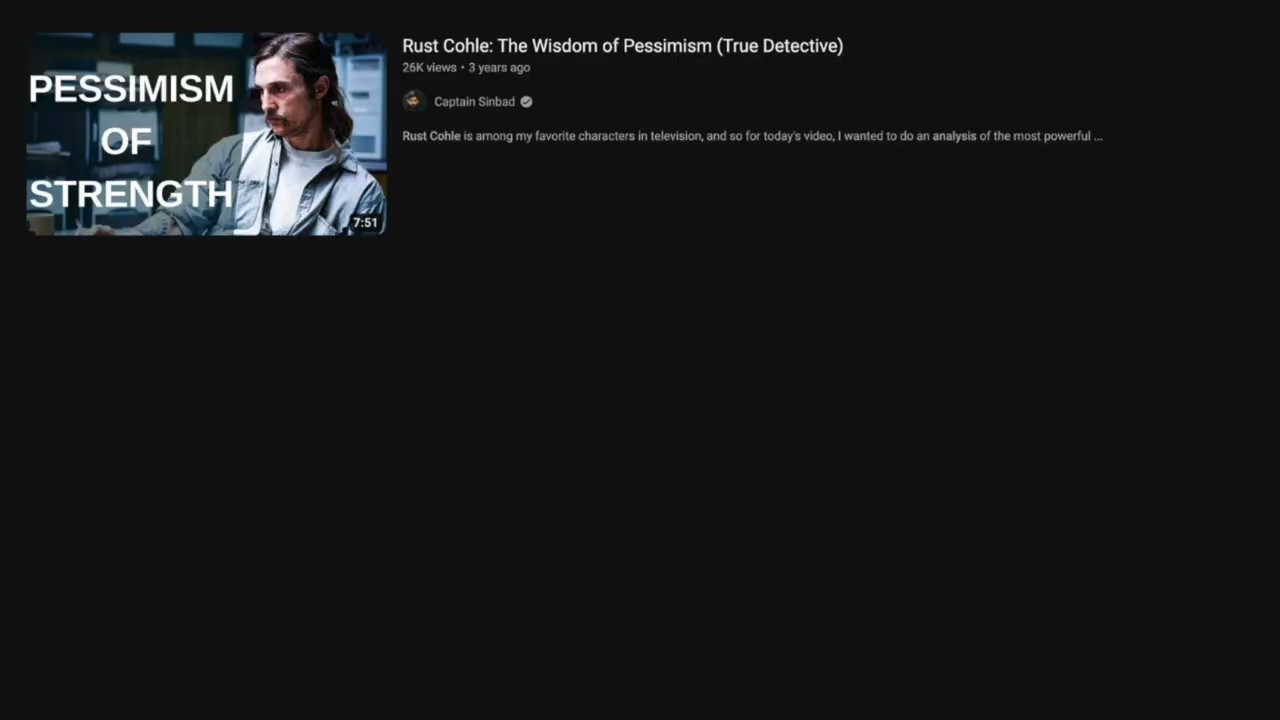 PESSIMISM
OF
STRENGTH
7:51
Rust Cohle: The Wisdom of Pessimism (True Detective)
26K views • 3 years ago
Captain Sinbad
Rust Cohle is among my favorite characters in television, and so for today's video, I wanted to do an analysis of the most powerful ...